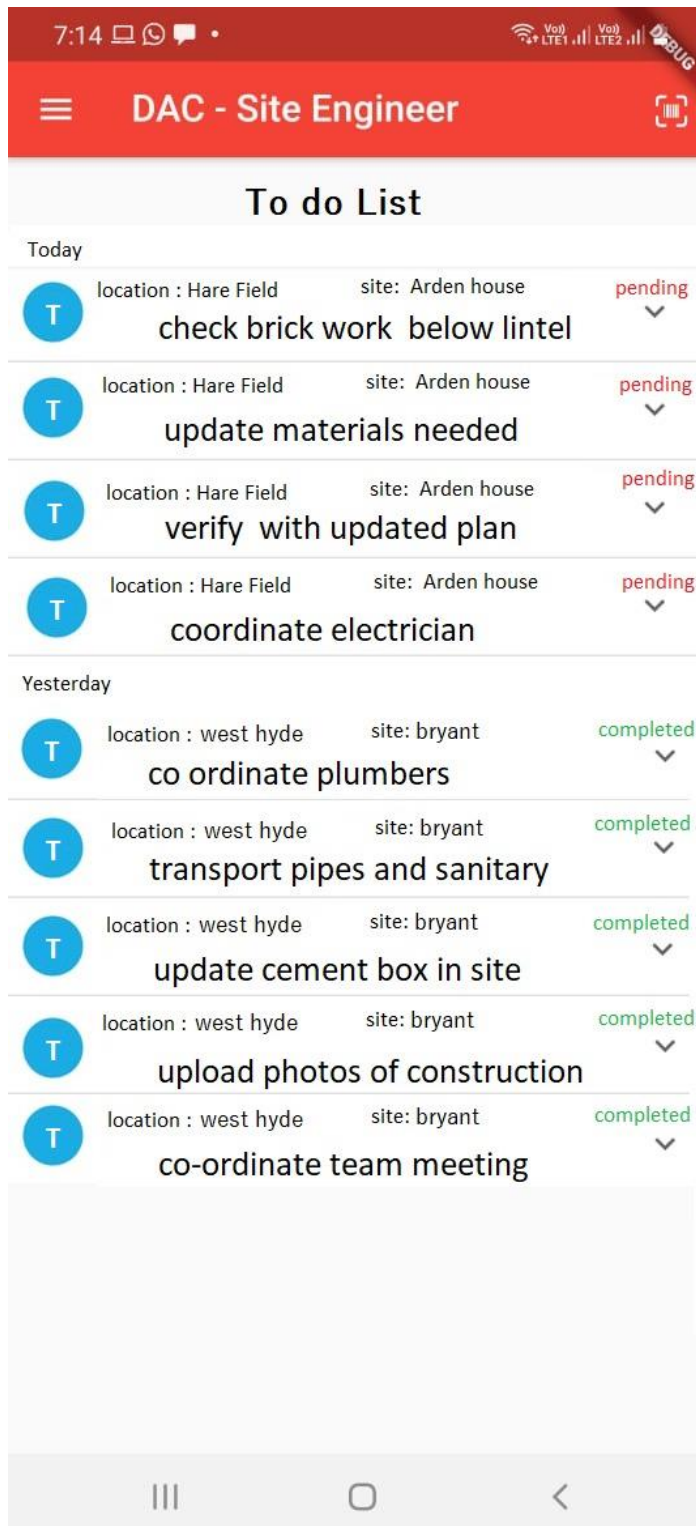 7:14
Vo)) LTE1 Vo)) LTE2
DEBUG
DAC - Site Engineer
To do List
Today
T location : Hare Field site: Arden house pending
check brick work below lintel
T location : Hare Field site: Arden house pending
update materials needed
T location : Hare Field site: Arden house pending
verify with updated plan
T location : Hare Field site: Arden house pending
coordinate electrician
Yesterday
T location : west hyde site: bryant completed
co ordinate plumbers
T location : west hyde site: bryant completed
transport pipes and sanitary
T location : west hyde site: bryant completed
update cement box in site
T location : west hyde site: bryant completed
upload photos of construction
T location : west hyde site: bryant completed
co-ordinate team meeting